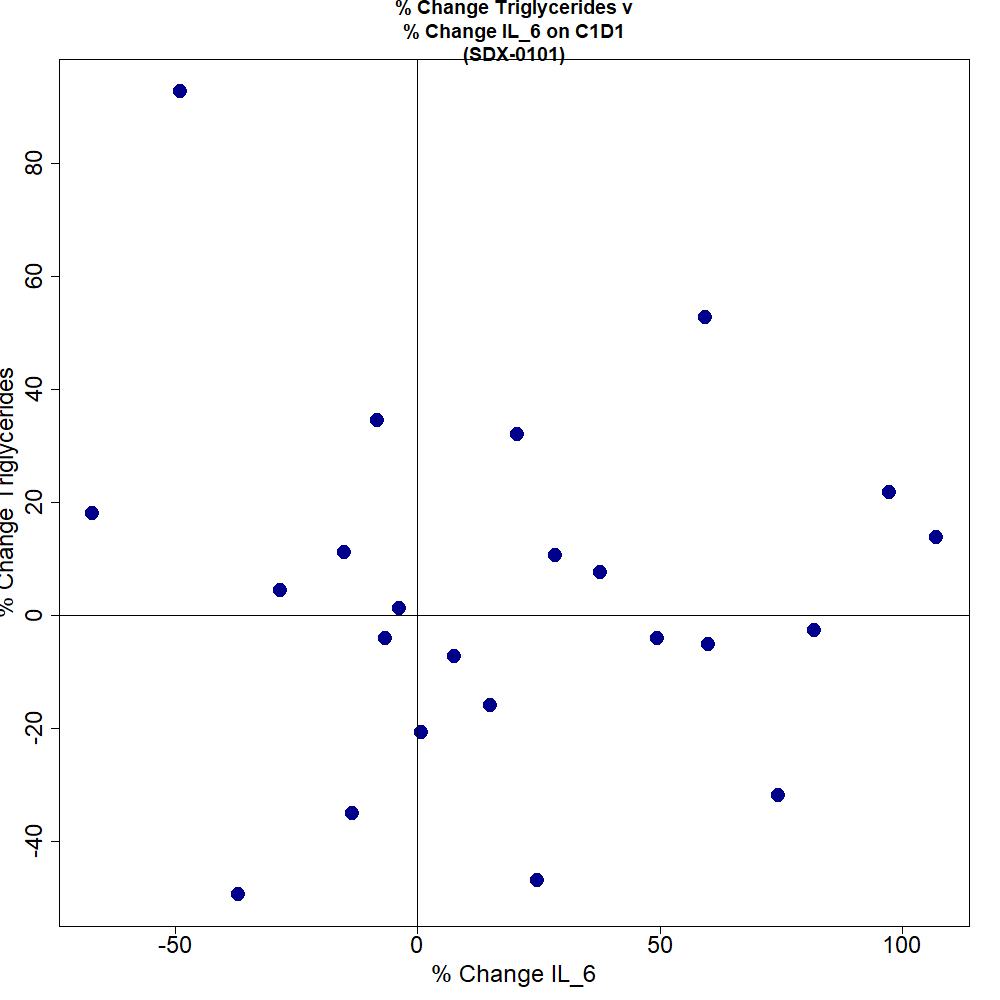 % Change Triglycerides v
% Change IL_6 on C1D1
(SDX-0101)
% Change Triglycerides
80
60
40
20
0
-20
-40
-50
0
50
100
% Change IL_6